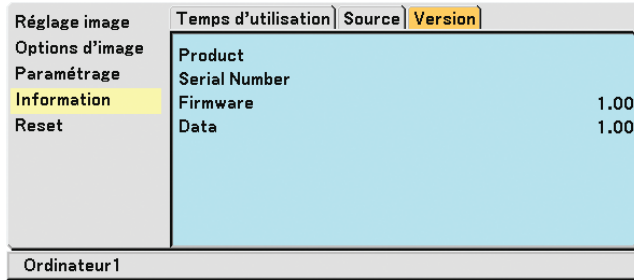 Réglage image
Options d'image
Paramétrage
Information
Reset
Temps d'utilisation Source Version
Product
Serial Number
Firmware 1.00
Data 1.00
Ordinateur1